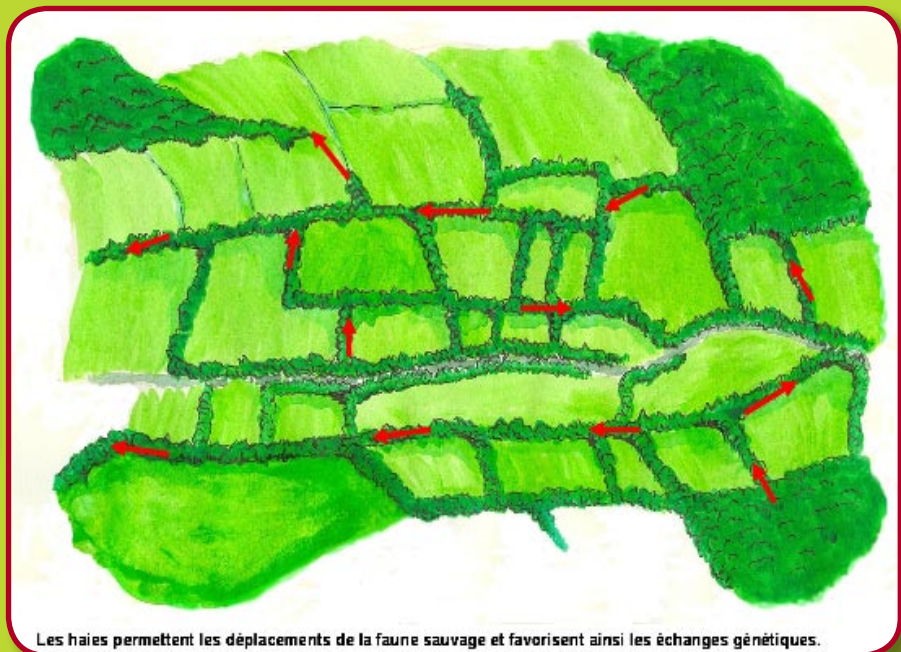 Les haies permettent les déplacements de la faune sauvage et favorisent ainsi les échanges génétiques.